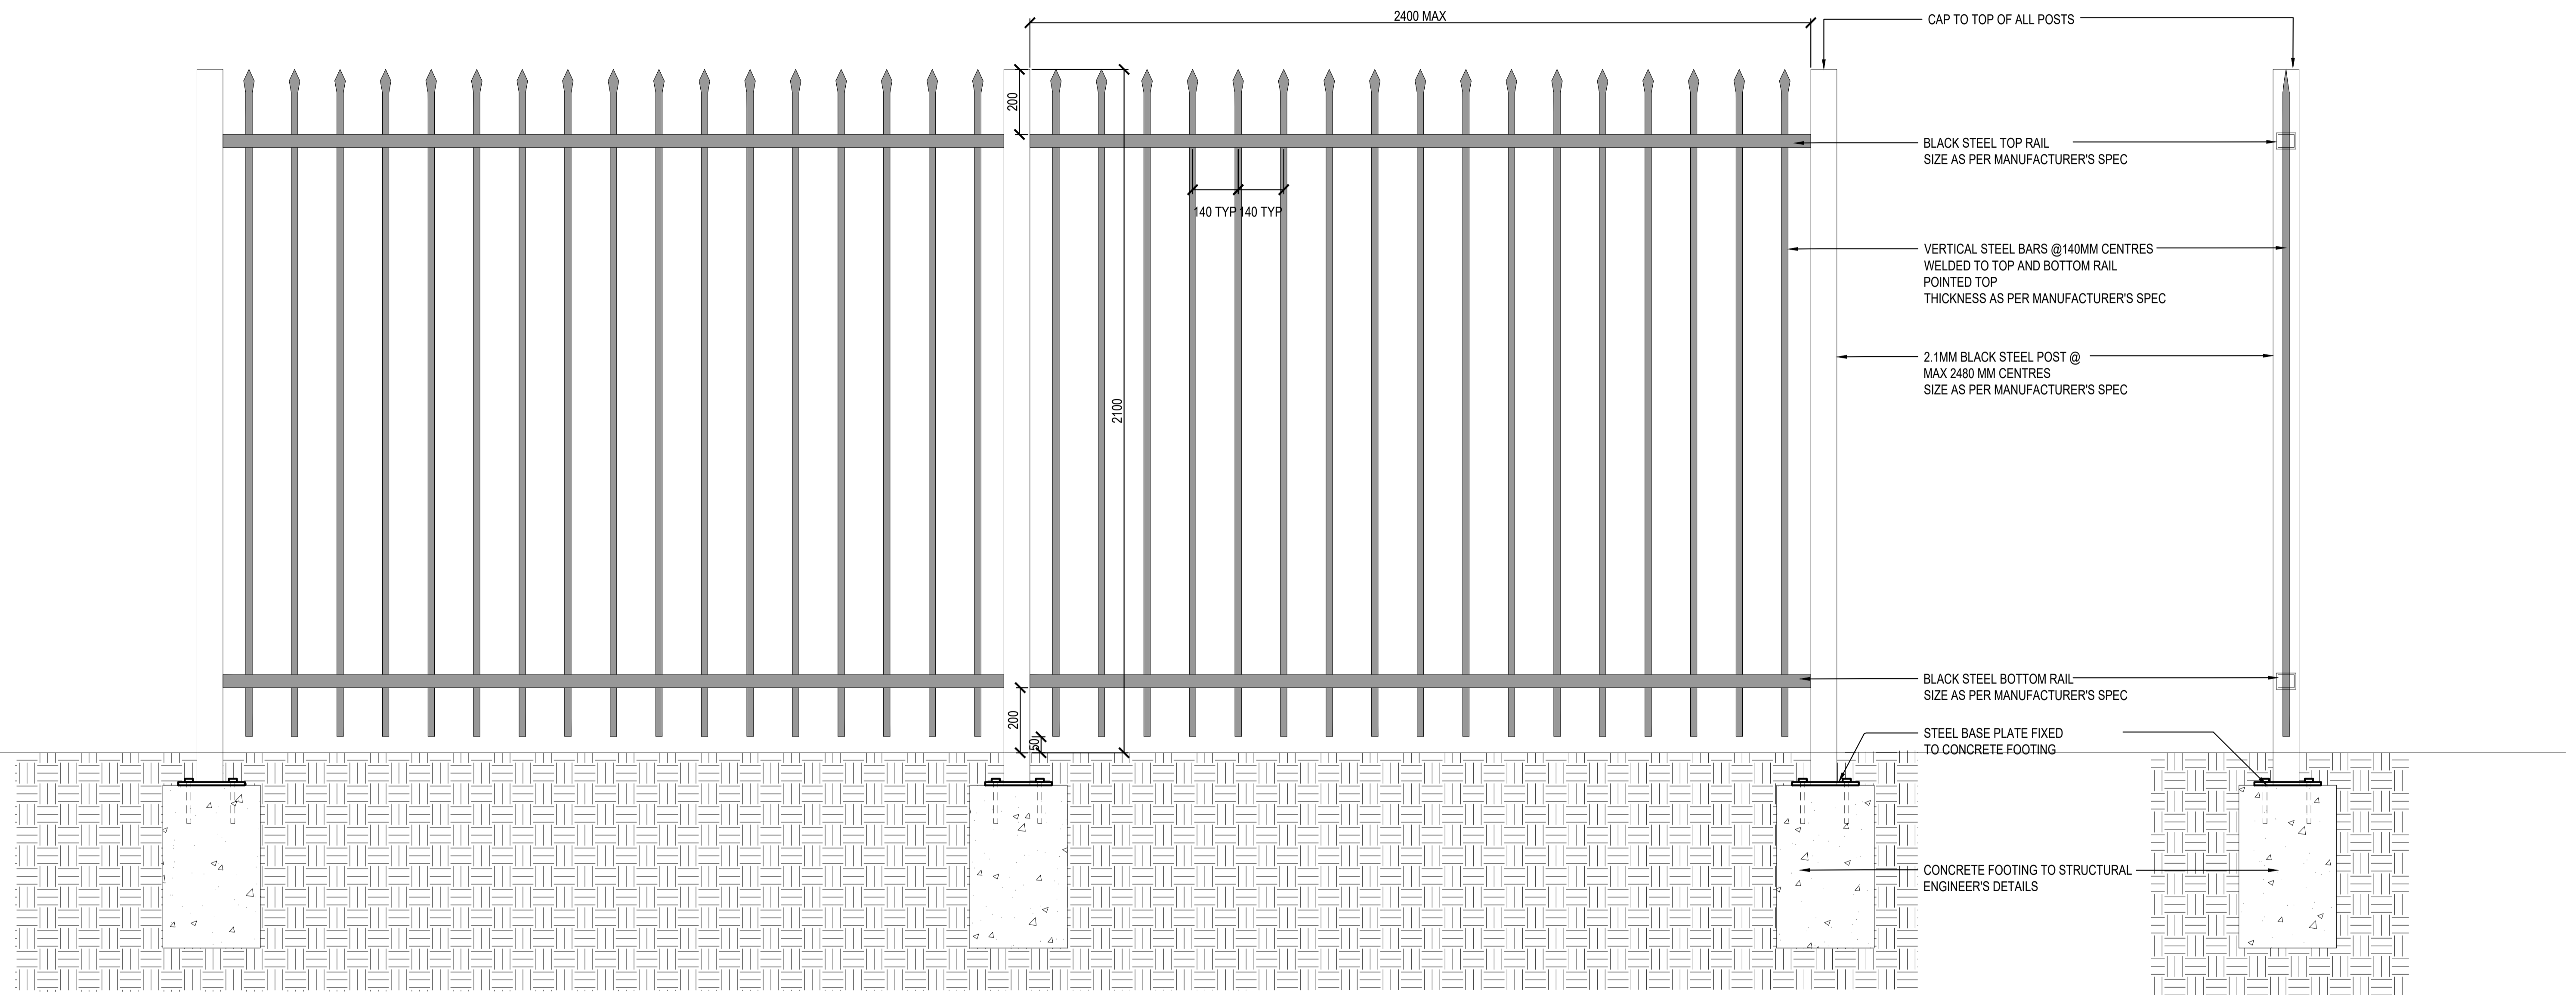 2400 MAX
CAP TO TOP OF ALL POSTS
200
BLACK STEEL TOP RAIL
SIZE AS PER MANUFACTURER'S SPEC
140 TYP
140 TYP
VERTICAL STEEL BARS @140MM CENTRES
WELDED TO TOP AND BOTTOM RAIL
POINTED TOP
THICKNESS AS PER MANUFACTURER'S SPEC
2.1MM BLACK STEEL POST @
MAX 2480 MM CENTRES
SIZE AS PER MANUFACTURER'S SPEC
2100
BLACK STEEL BOTTOM RAIL
SIZE AS PER MANUFACTURER'S SPEC
200
50
STEEL BASE PLATE FIXED
TO CONCRETE FOOTING
CONCRETE FOOTING TO STRUCTURAL
ENGINEER'S DETAILS